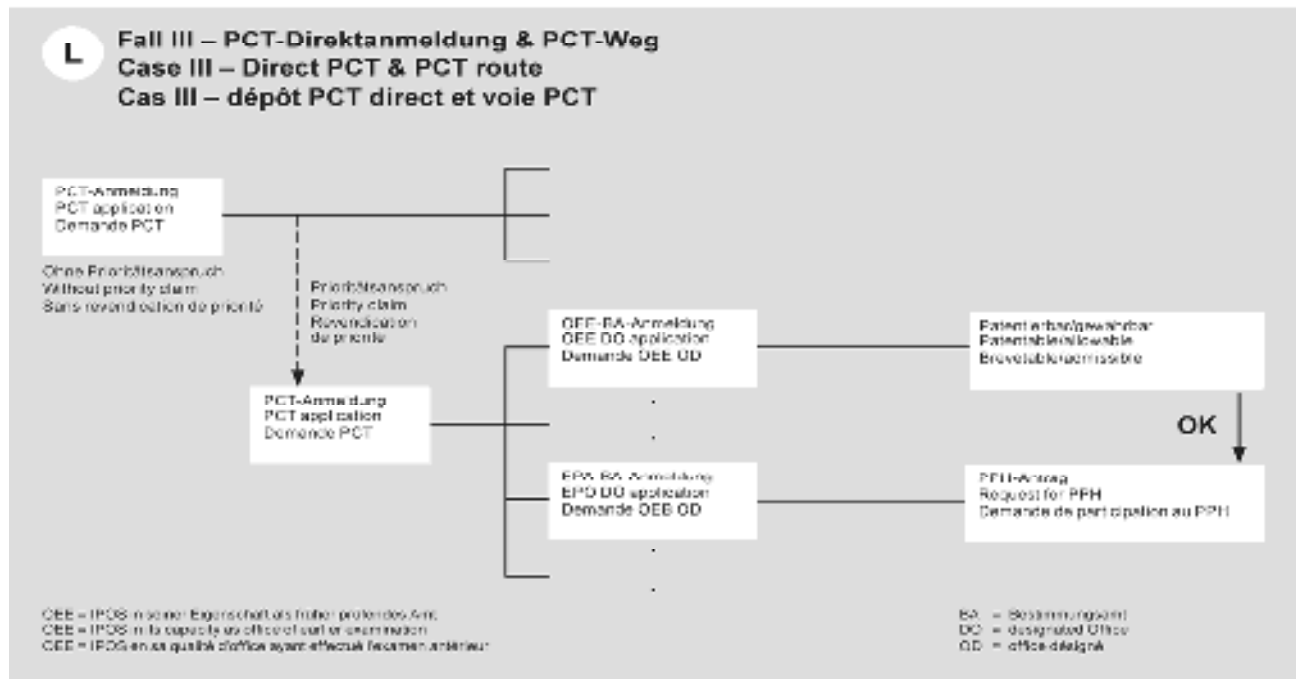 L
Fall III – PCT-Direktanmeldung & PCT-Weg
Case III – Direct PCT & PCT route
Cas III – dépôt PCT direct et voie PCT
PCT-Anmeldung
PCT application
Demande PCT
Ohne Prioritätsanspruch
Without priority claim
Sans revendication de priorité
Prioritätsanspruch
Priority claim
Revendication
de priorité
OEE-BA-Anmeldung
OEE DO application
Demande OEE OD
Patentierbar/gewährbar
Patentable/allowable
Brevetable/admissible
PCT-Anmeldung
PCT application
Demande PCT
OK
EPA-BA-Anmeldung
EPO DO application
Demande OEB OD
PPH-Antrag
Request for PPH
Demande de participation au PPH
OEE = IPOS in seiner Eigenschaft als früher prüfendes Amt
OEE = IPOS in its capacity as office of earlier examination
OEE = IPOS en sa qualité d'office ayant effectué l'examen antérieur
BA = Bestimmungsamt
DO = designated Office
OD = office désigné